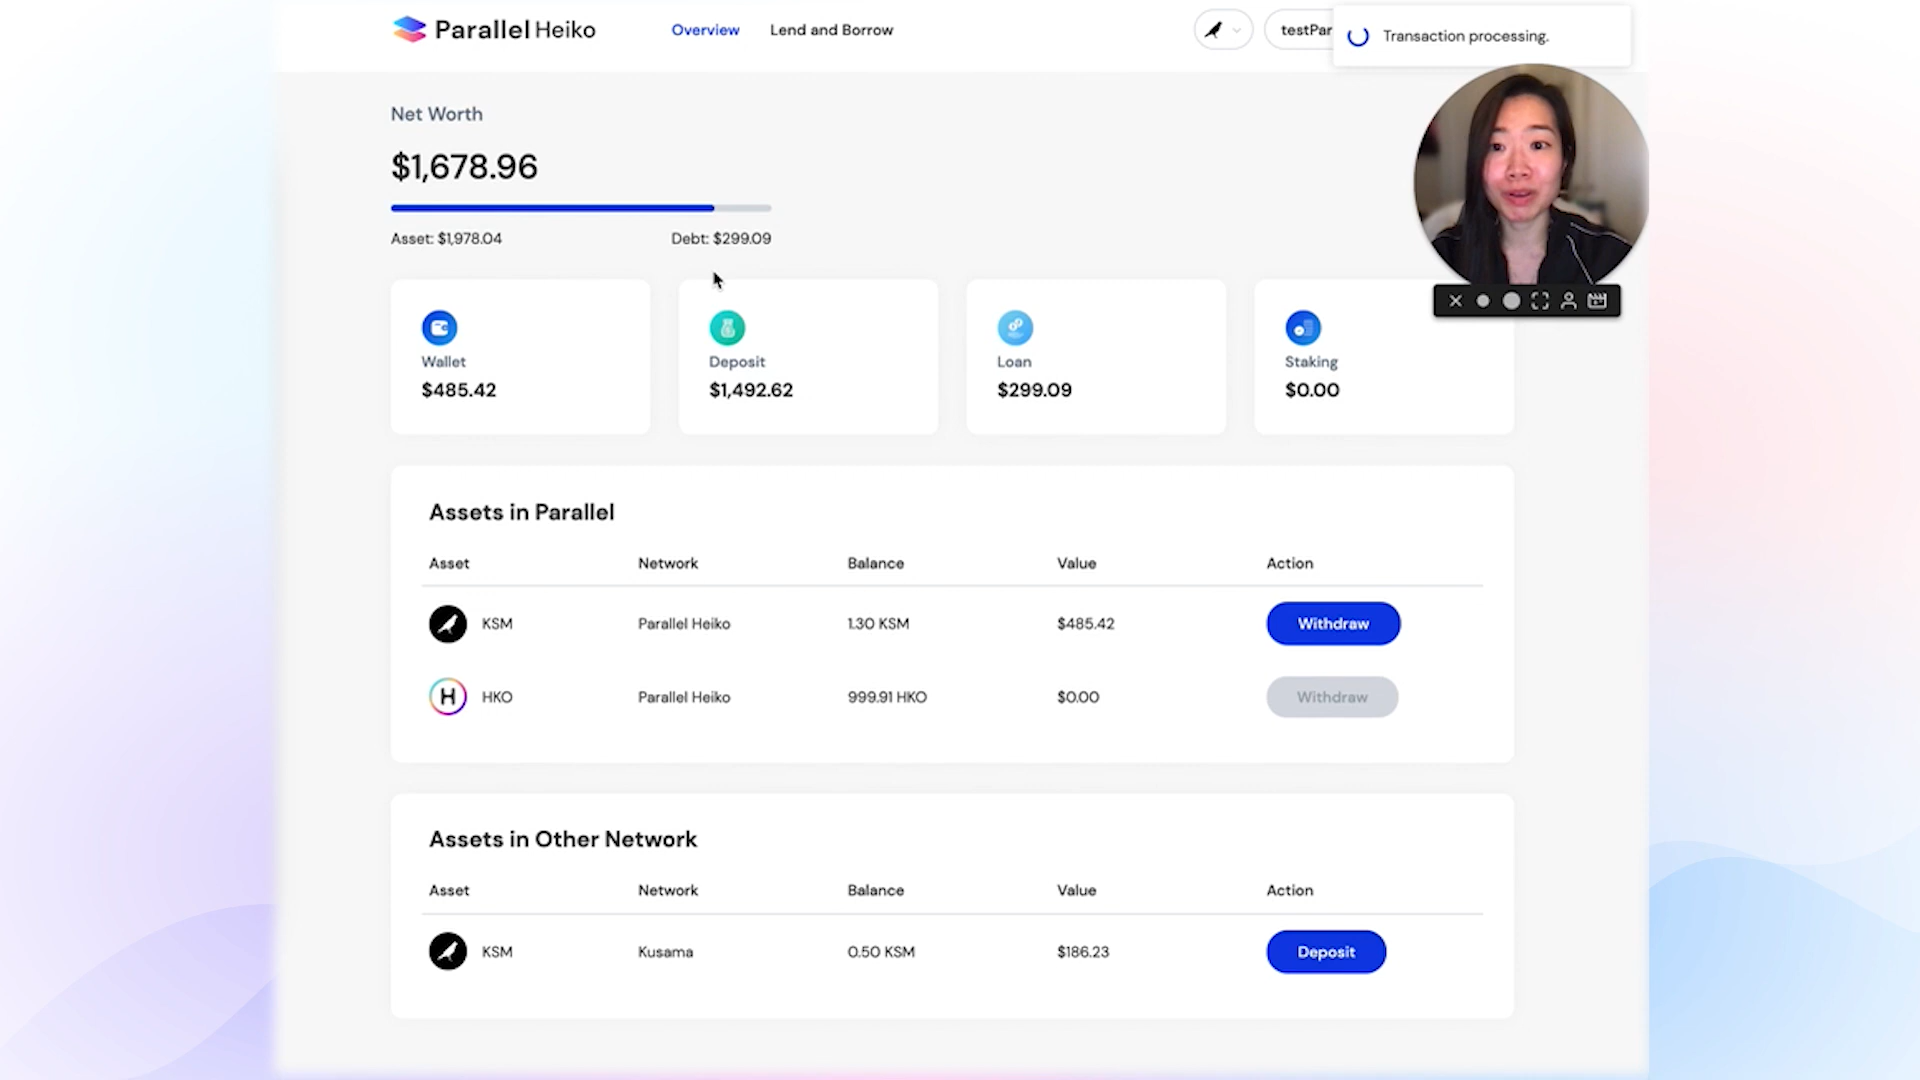 Parallel Heiko
Overview
Lend and Borrow
testPar
Transaction processing.
Net Worth
$1,678.96
Asset: $1,978.04
Debt: $299.09
Wallet
$485.42
Deposit
$1,492.62
Loan
$299.09
Staking
$0.00
Assets in Parallel
Asset Network Balance Value Action
KSM Parallel Heiko 1.30 KSM $485.42 Withdraw
H HKO Parallel Heiko 999.91 HKO $0.00 Withdraw
Assets in Other Network
Asset Network Balance Value Action
KSM Kusama 0.50 KSM $186.23 Deposit